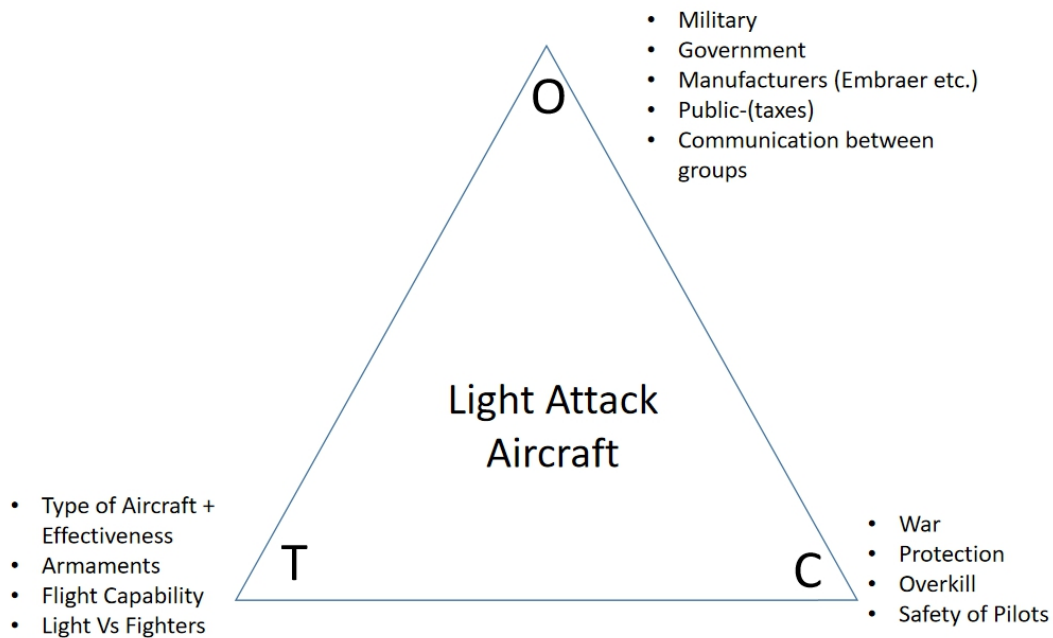 • Military
• Government
• Manufacturers (Embraer etc.)
• Public-(taxes)
• Communication between
groups
O
Light Attack
Aircraft
• Type of Aircraft +
Effectiveness
• Armaments
• Flight Capability
• Light Vs Fighters
T
C
• War
• Protection
• Overkill
• Safety of Pilots